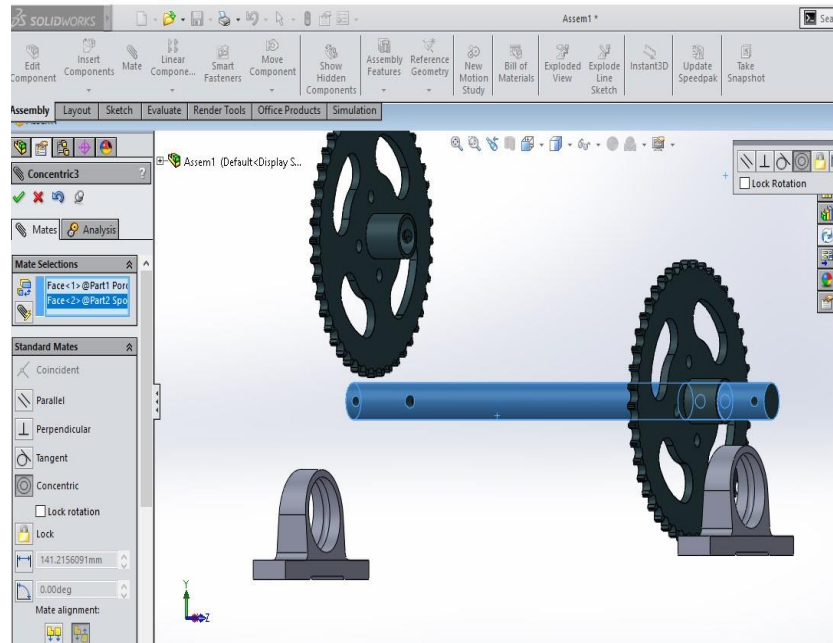 SOLIDWORKS
Assem1 *
Sea
Edit Component
Insert Components
Mate
Linear Compone...
Smart Fasteners
Move Component
Show Hidden Components
Assembly Features
Reference Geometry
New Motion Study
Bill of Materials
Exploded View
Explode Line Sketch
Instant3D
Update Speedpak
Take Snapshot
Assembly Layout Sketch Evaluate Render Tools Office Products Simulation
Assem1 (Default<Display S...
Concentric3 ?
Lock Rotation
Mates Analysis
Mate Selections
Face<1>@Part1 Por
Face<2>@Part2 Spo
Standard Mates
Coincident
Parallel
Perpendicular
Tangent
Concentric
Lock rotation
Lock
141.2156091mm
0.00deg
Mate alignment:
Y
Z